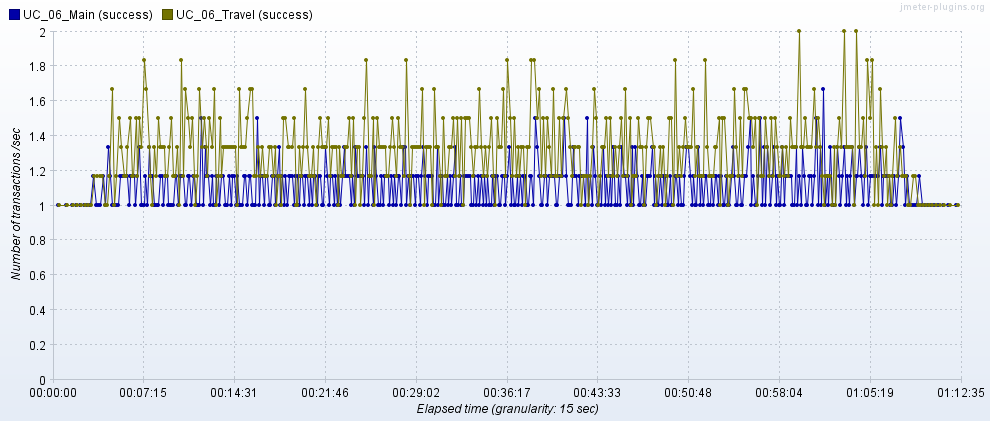 jmeter-plugins.org
UC_06_Main (success) UC_06_Travel (success)
Number of transactions/sec
2
1.8
1.6
1.4
1.2
1
0.8
0.6
0.4
0.2
0
00:00:00 00:07:15 00:14:31 00:21:46 00:29:02 00:36:17 00:43:33 00:50:48 00:58:04 01:05:19 01:12:35
Elapsed time (granularity: 15 sec)